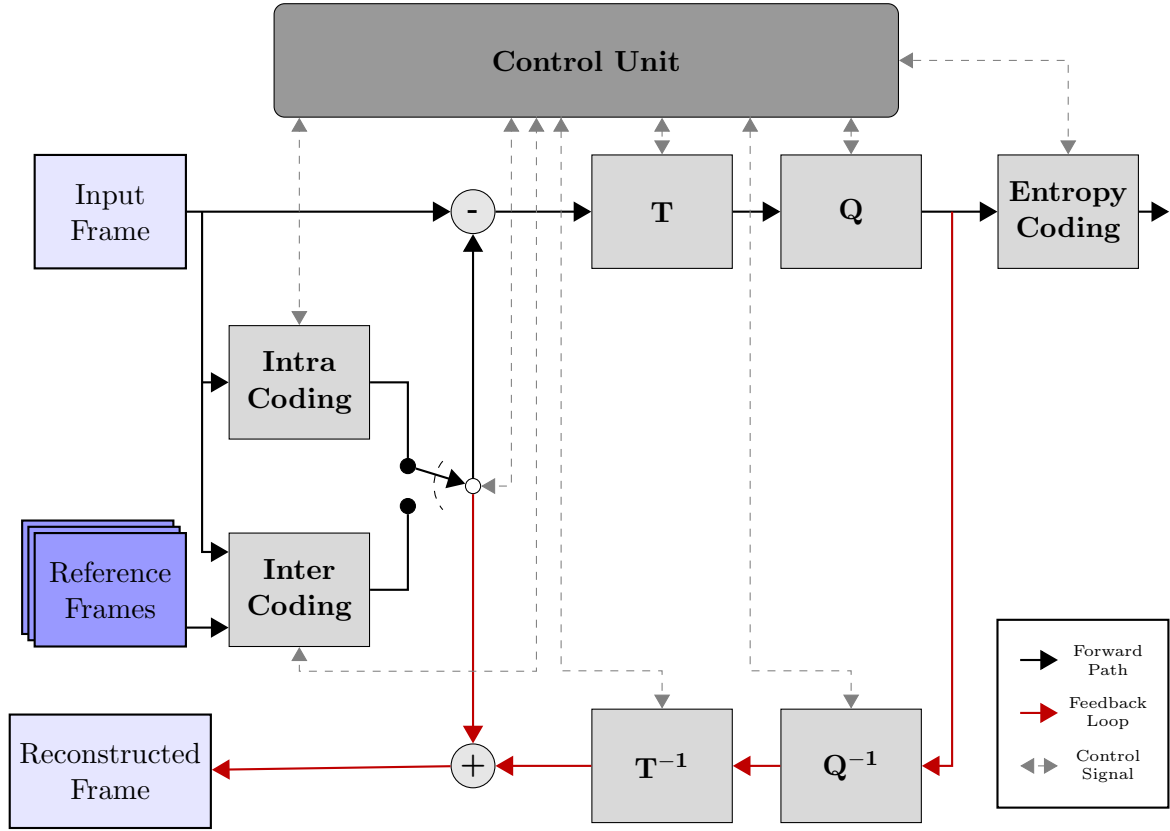 Control Unit
Input
Frame
-
T
Q
Entropy
Coding
Intra
Coding
Reference
Frames
Inter
Coding
Reconstructed
Frame
+
T⁻¹
Q⁻¹
Forward
Path
Feedback
Loop
Control
Signal